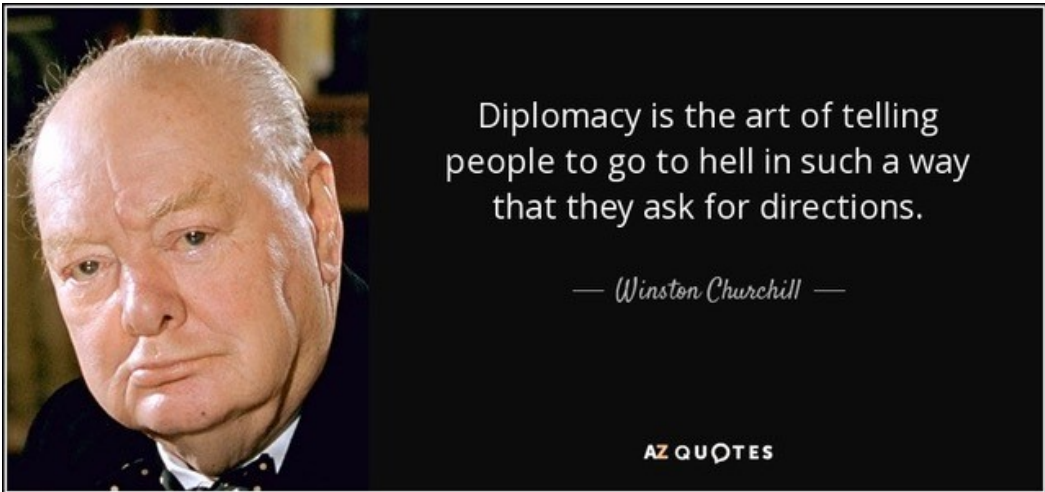 Diplomacy is the art of telling
people to go to hell in such a way
that they ask for directions.
— Winston Churchill —
AZ QUOTES